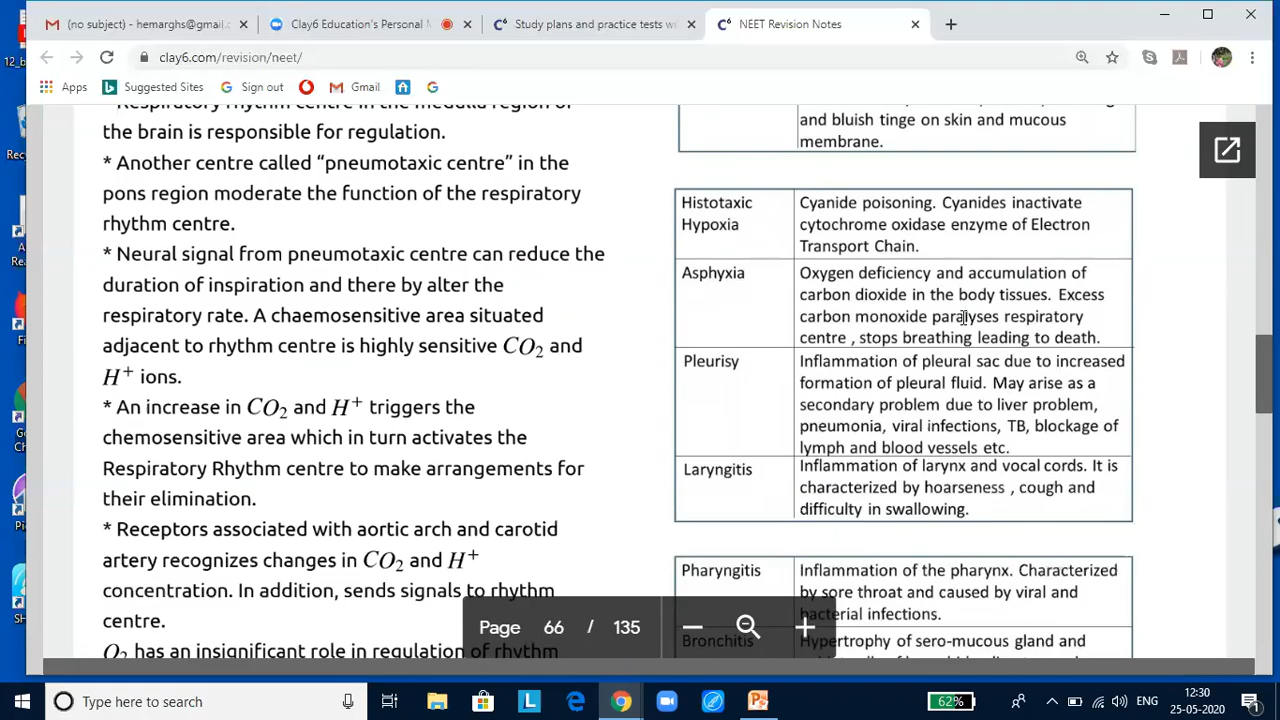 (no subject) - hemarghs@gmail.c
Clay6 Education's Personal M
Study plans and practice tests w
NEET Revision Notes
clay6.com/revision/neet/
Apps
Suggested Sites
Sign out
Gmail
Respiratory rhythm centre in the medulla region of
the brain is responsible for regulation.
* Another centre called “pneumotaxic centre” in the
pons region moderate the function of the respiratory
rhythm centre.
* Neural signal from pneumotaxic centre can reduce the
duration of inspiration and there by alter the
respiratory rate. A chaemosensitive area situated
adjacent to rhythm centre is highly sensitive CO₂ and
H⁺ ions.
* An increase in CO₂ and H⁺ triggers the
chemosensitive area which in turn activates the
Respiratory Rhythm centre to make arrangements for
their elimination.
* Receptors associated with aortic arch and carotid
artery recognizes changes in CO₂ and H⁺
concentration. In addition, sends signals to rhythm
centre.
O₂ has an insignificant role in regulation of rhythm
and bluish tinge on skin and mucous
membrane.
Histotaxic
Hypoxia
Cyanide poisoning. Cyanides inactivate
cytochrome oxidase enzyme of Electron
Transport Chain.
Asphyxia
Oxygen deficiency and accumulation of
carbon dioxide in the body tissues. Excess
carbon monoxide paralyses respiratory
centre , stops breathing leading to death.
Pleurisy
Inflammation of pleural sac due to increased
formation of pleural fluid. May arise as a
secondary problem due to liver problem,
pneumonia, viral infections, TB, blockage of
lymph and blood vessels etc.
Laryngitis
Inflammation of larynx and vocal cords. It is
characterized by hoarseness , cough and
difficulty in swallowing.
Pharyngitis
Inflammation of the pharynx. Characterized
by sore throat and caused by viral and
bacterial infections.
Bronchitis
Hypertrophy of sero-mucous gland and
Page 66 / 135
Type here to search
62%
ENG
12:30
25-05-2020